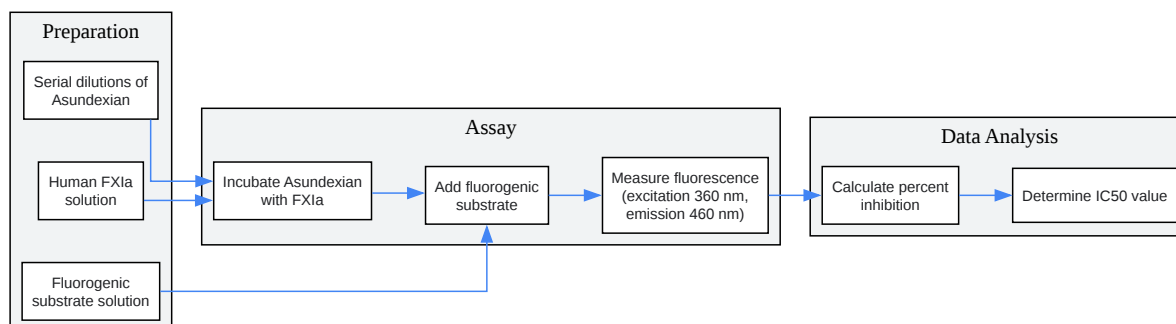 Preparation
Serial dilutions of
Asundexian
Human FXIa
solution
Fluorogenic
substrate solution
Assay
Incubate Asundexian
with FXIa
Add fluorogenic
substrate
Measure fluorescence
(excitation 360 nm,
emission 460 nm)
Data Analysis
Calculate percent
inhibition
Determine IC50 value